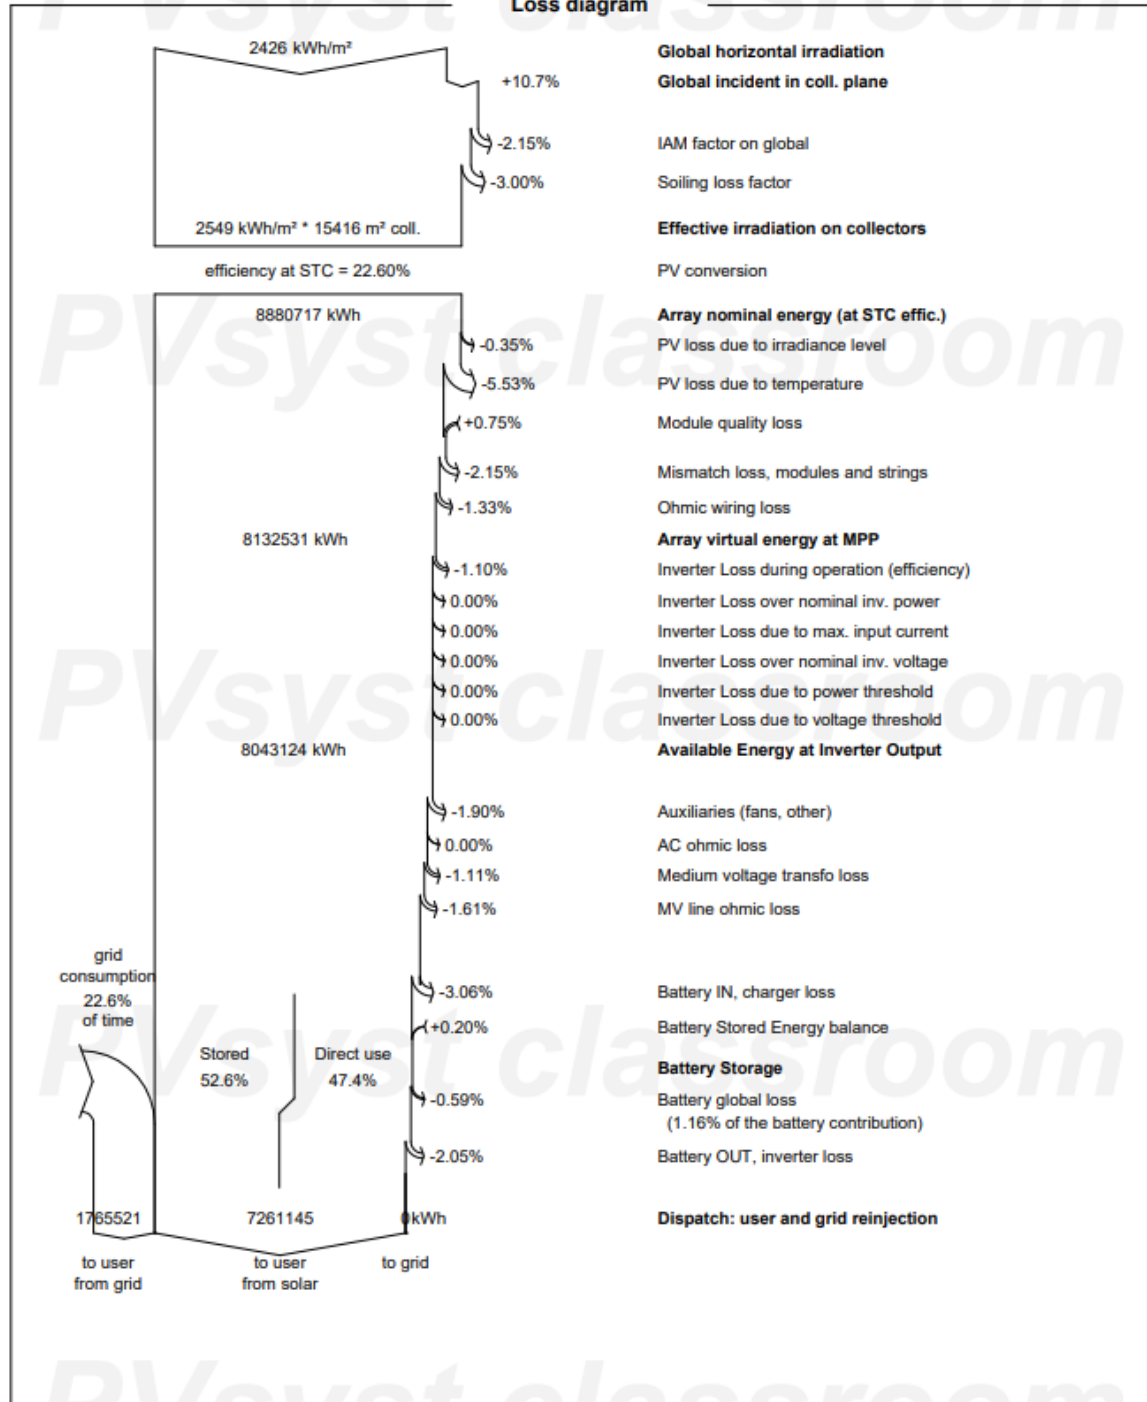 Loss diagram
2426 kWh/m²
Global horizontal irradiation
+10.7%
Global incident in coll. plane
-2.15%
IAM factor on global
-3.00%
Soiling loss factor
2549 kWh/m² * 15416 m² coll.
Effective irradiation on collectors
efficiency at STC = 22.60%
PV conversion
8880717 kWh
Array nominal energy (at STC effic.)
-0.35%
PV loss due to irradiance level
-5.53%
PV loss due to temperature
+0.75%
Module quality loss
-2.15%
Mismatch loss, modules and strings
-1.33%
Ohmic wiring loss
8132531 kWh
Array virtual energy at MPP
-1.10%
Inverter Loss during operation (efficiency)
0.00%
Inverter Loss over nominal inv. power
0.00%
Inverter Loss due to max. input current
0.00%
Inverter Loss over nominal inv. voltage
0.00%
Inverter Loss due to power threshold
0.00%
Inverter Loss due to voltage threshold
8043124 kWh
Available Energy at Inverter Output
-1.90%
Auxiliaries (fans, other)
0.00%
AC ohmic loss
-1.11%
Medium voltage transfo loss
-1.61%
MV line ohmic loss
grid
consumption
22.6%
of time
-3.06%
Battery IN, charger loss
+0.20%
Battery Stored Energy balance
Stored
52.6%
Direct use
47.4%
Battery Storage
-0.59%
Battery global loss
(1.16% of the battery contribution)
-2.05%
Battery OUT, inverter loss
1765521
7261145
0 kWh
Dispatch: user and grid reinjection
to user
from grid
to user
from solar
to grid
PVsyst classroom
PVsyst classroom
PVsyst classroom
PVsyst classroom
PVsyst classroom